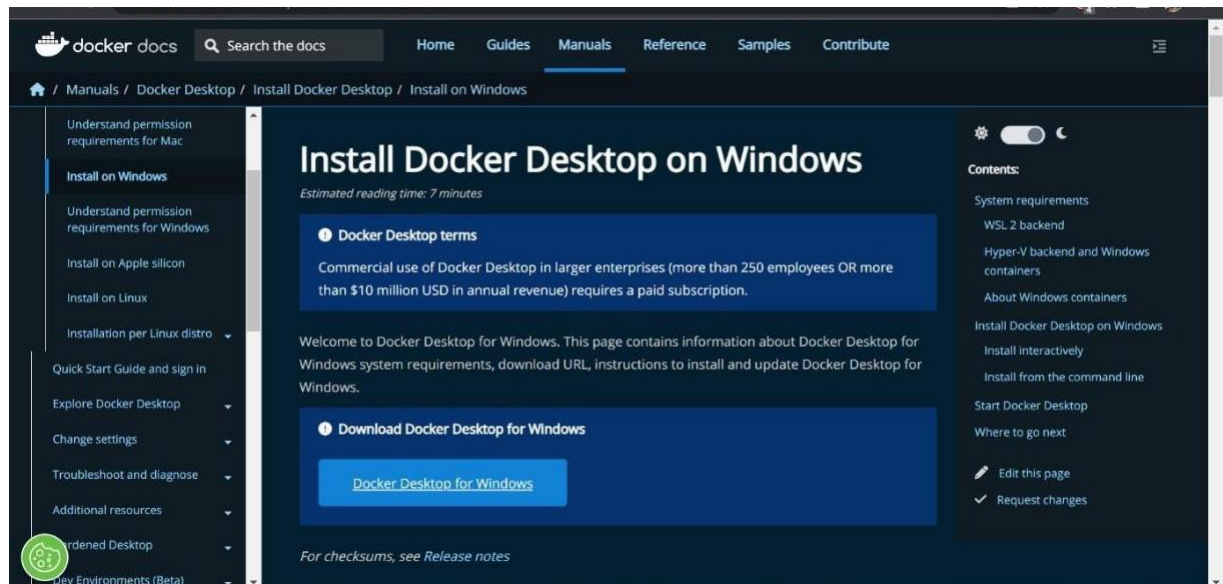 docker docs
Search the docs
Home Guides Manuals Reference Samples Contribute
/ Manuals / Docker Desktop / Install Docker Desktop / Install on Windows
Understand permission
requirements for Mac
Install on Windows
Understand permission
requirements for Windows
Install on Apple silicon
Install on Linux
Installation per Linux distro
Quick Start Guide and sign in
Explore Docker Desktop
Change settings
Troubleshoot and diagnose
Additional resources
Desktop
Dev Environments (Beta)
Install Docker Desktop on Windows
Estimated reading time: 7 minutes
Docker Desktop terms
Commercial use of Docker Desktop in larger enterprises (more than 250 employees OR more
than $10 million USD in annual revenue) requires a paid subscription.
Welcome to Docker Desktop for Windows. This page contains information about Docker Desktop for
Windows system requirements, download URL, instructions to install and update Docker Desktop for
Windows.
Download Docker Desktop for Windows
Docker Desktop for Windows
For checksums, see Release notes
Contents:
System requirements
WSL 2 backend
Hyper-V backend and Windows
containers
About Windows containers
Install Docker Desktop on Windows
Install interactively
Install from the command line
Start Docker Desktop
Where to go next
Edit this page
Request changes